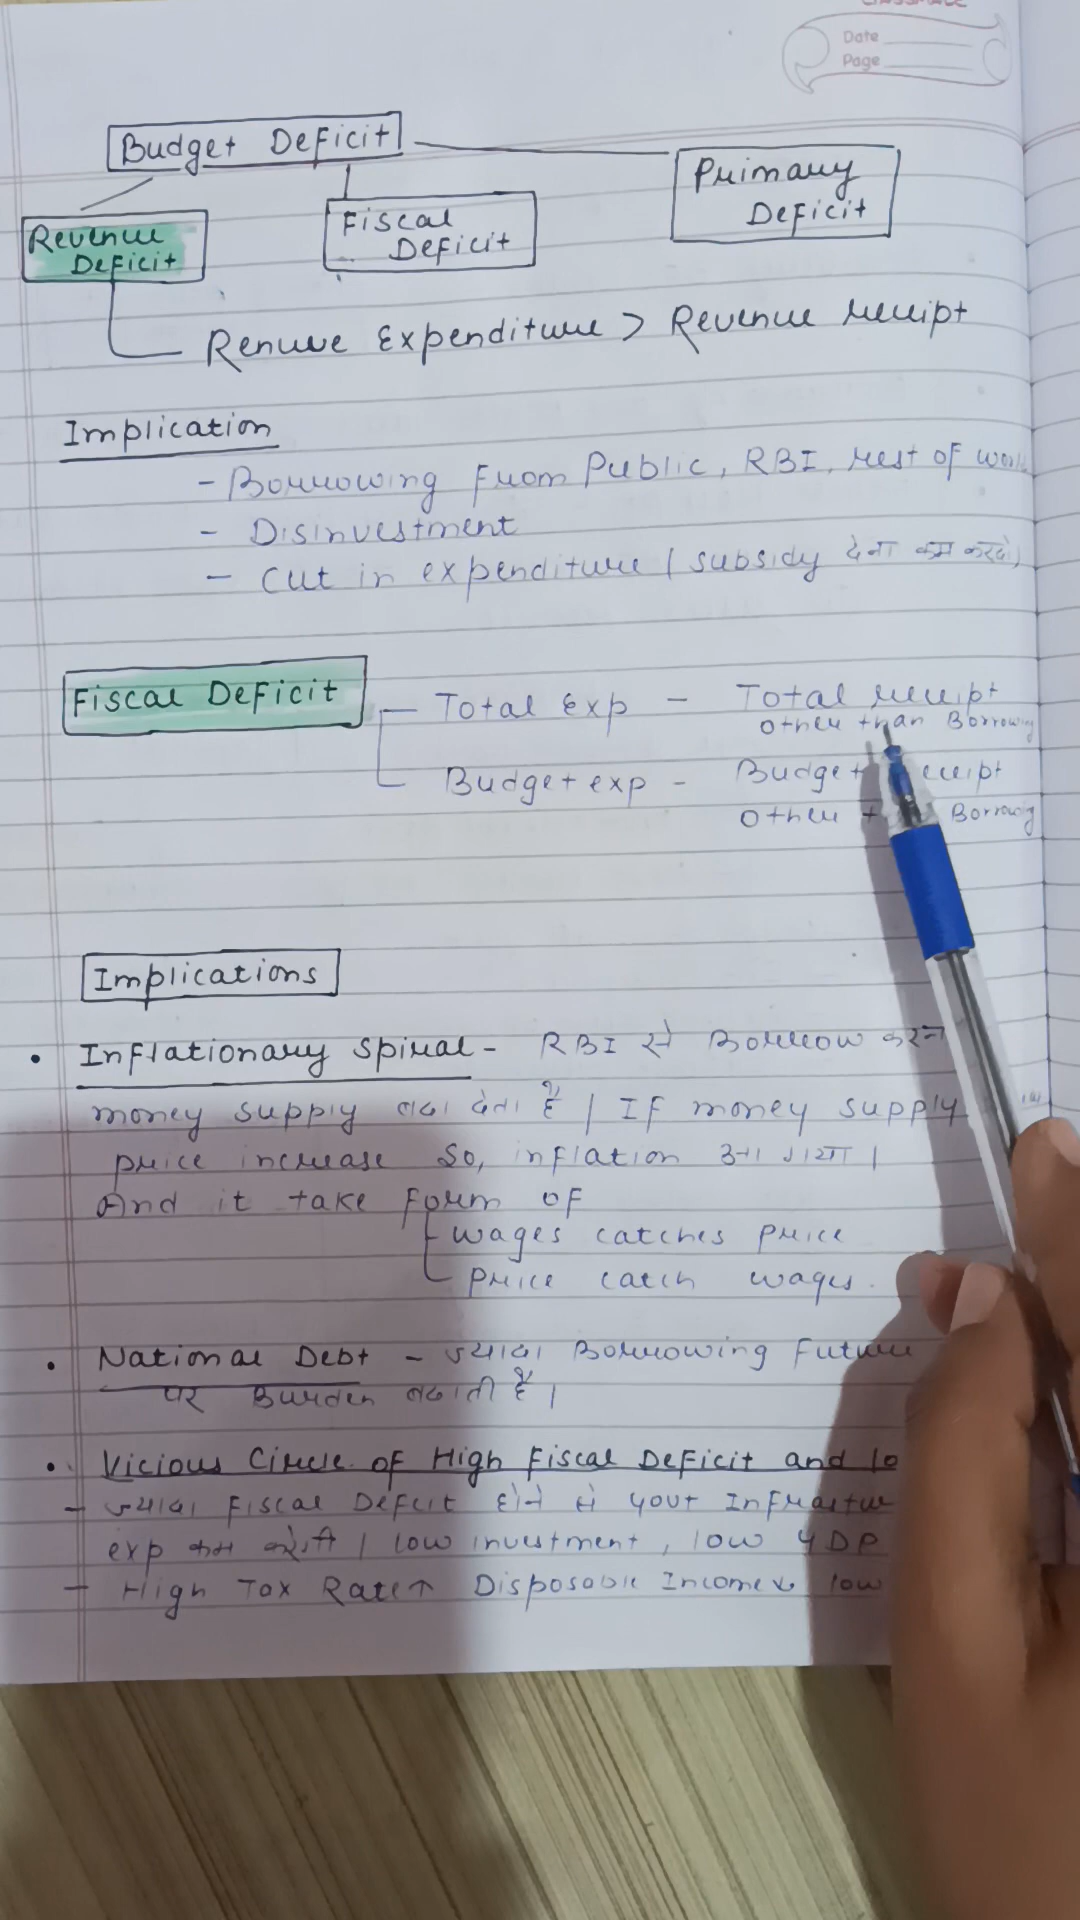 Date
Page
Budget Deficit
Primary Deficit
Revenue Deficit
Fiscal Deficit
Renuve Expenditure > Revenue receipt
Implication
- Borrowing From Public, RBI, rest of world
- Disinvestment
- Cut in expenditure / subsidy देना कम करदो।
Fiscal Deficit
Total Exp - Total receipt
other than Borrowing
Budget exp - Budget receipt
other Borrowing
Implications
• Inflationary Spiral - RBI से Borrow करने
money supply बढा देता है | If money supply
price increase So, inflation आ गया |
And it take Form of
wages catches price
price catch wages.
• National Debt - ज्यादा Borrowing Future
पर Burden बढाती है |
• Vicious Circle of High Fiscal Deficit and lo
- ज्यादा Fiscal Deficit होने से govt Infra
exp कम करेगी | low investment, low GDP
- High Tax Rate↑ Disposable Income↓ low